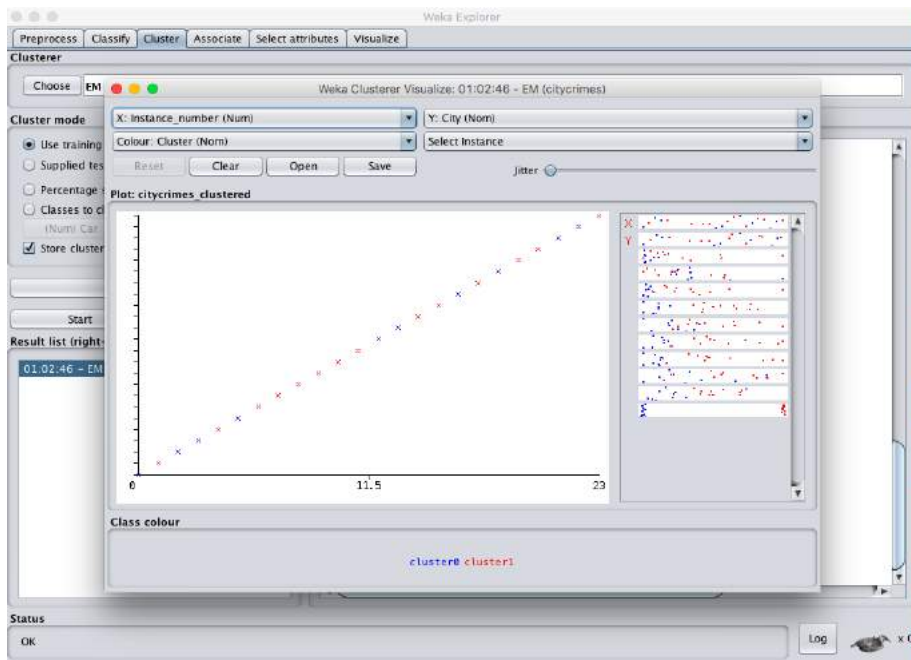 Weka Explorer
Preprocess Classify Cluster Associate Select attributes Visualize
Clusterer
Choose EM
Weka Clusterer Visualize: 01:02:46 - EM (citycrimes)
X: Instance_number (Num) Y: City (Nom)
Cluster mode
Colour: Cluster (Nom) Select Instance
Use training
Reset Clear Open Save Jitter
Supplied tes
Percentage
Plot: citycrimes_clustered
Classes to cl
(Num) Car
Store cluster
X
Y
Start
Result list (right-
01:02:46 - EM
0 11.5 23
Class colour
cluster0 cluster1
Status
OK
Log
x 0